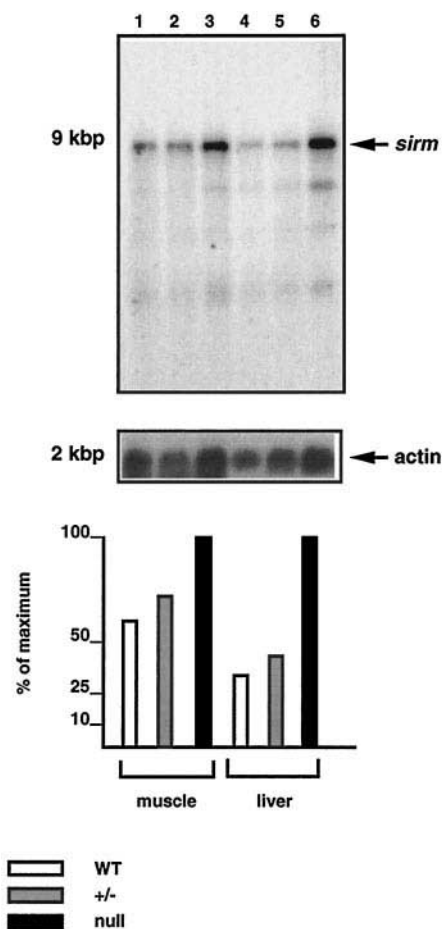 1 2 3 4 5 6
9 kbp sirm
2 kbp actin
100
50
25
10
% of maximum
muscle liver
WT
+/-
null